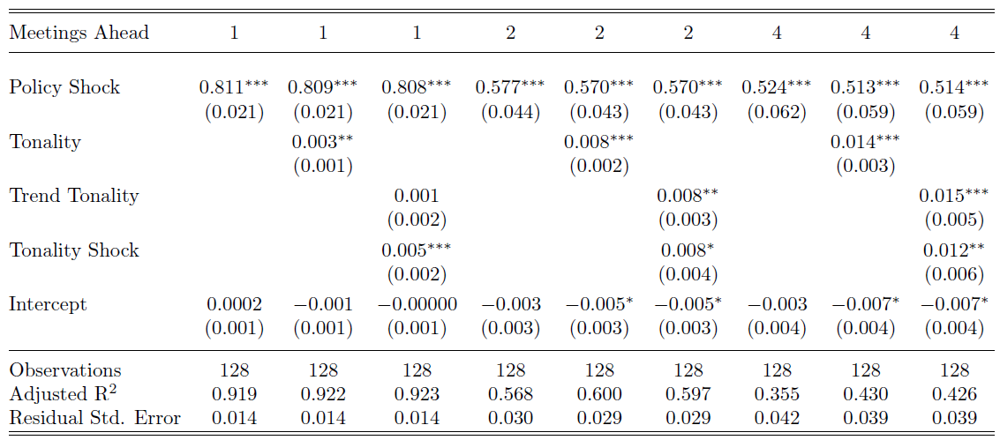 Meetings Ahead 1 1 1 2 2 2 4 4 4
Policy Shock 0.811*** 0.809*** 0.808*** 0.577*** 0.570*** 0.570*** 0.524*** 0.513*** 0.514***
(0.021) (0.021) (0.021) (0.044) (0.043) (0.043) (0.062) (0.059) (0.059)
Tonality 0.003** 0.008*** 0.014***
(0.001) (0.002) (0.003)
Trend Tonality 0.001 0.008** 0.015***
(0.002) (0.003) (0.005)
Tonality Shock 0.005*** 0.008* 0.012**
(0.002) (0.004) (0.006)
Intercept 0.0002 −0.001 −0.00000 −0.003 −0.005* −0.005* −0.003 −0.007* −0.007*
(0.001) (0.001) (0.001) (0.003) (0.003) (0.003) (0.004) (0.004) (0.004)
Observations 128 128 128 128 128 128 128 128 128
Adjusted R² 0.919 0.922 0.923 0.568 0.600 0.597 0.355 0.430 0.426
Residual Std. Error 0.014 0.014 0.014 0.030 0.029 0.029 0.042 0.039 0.039